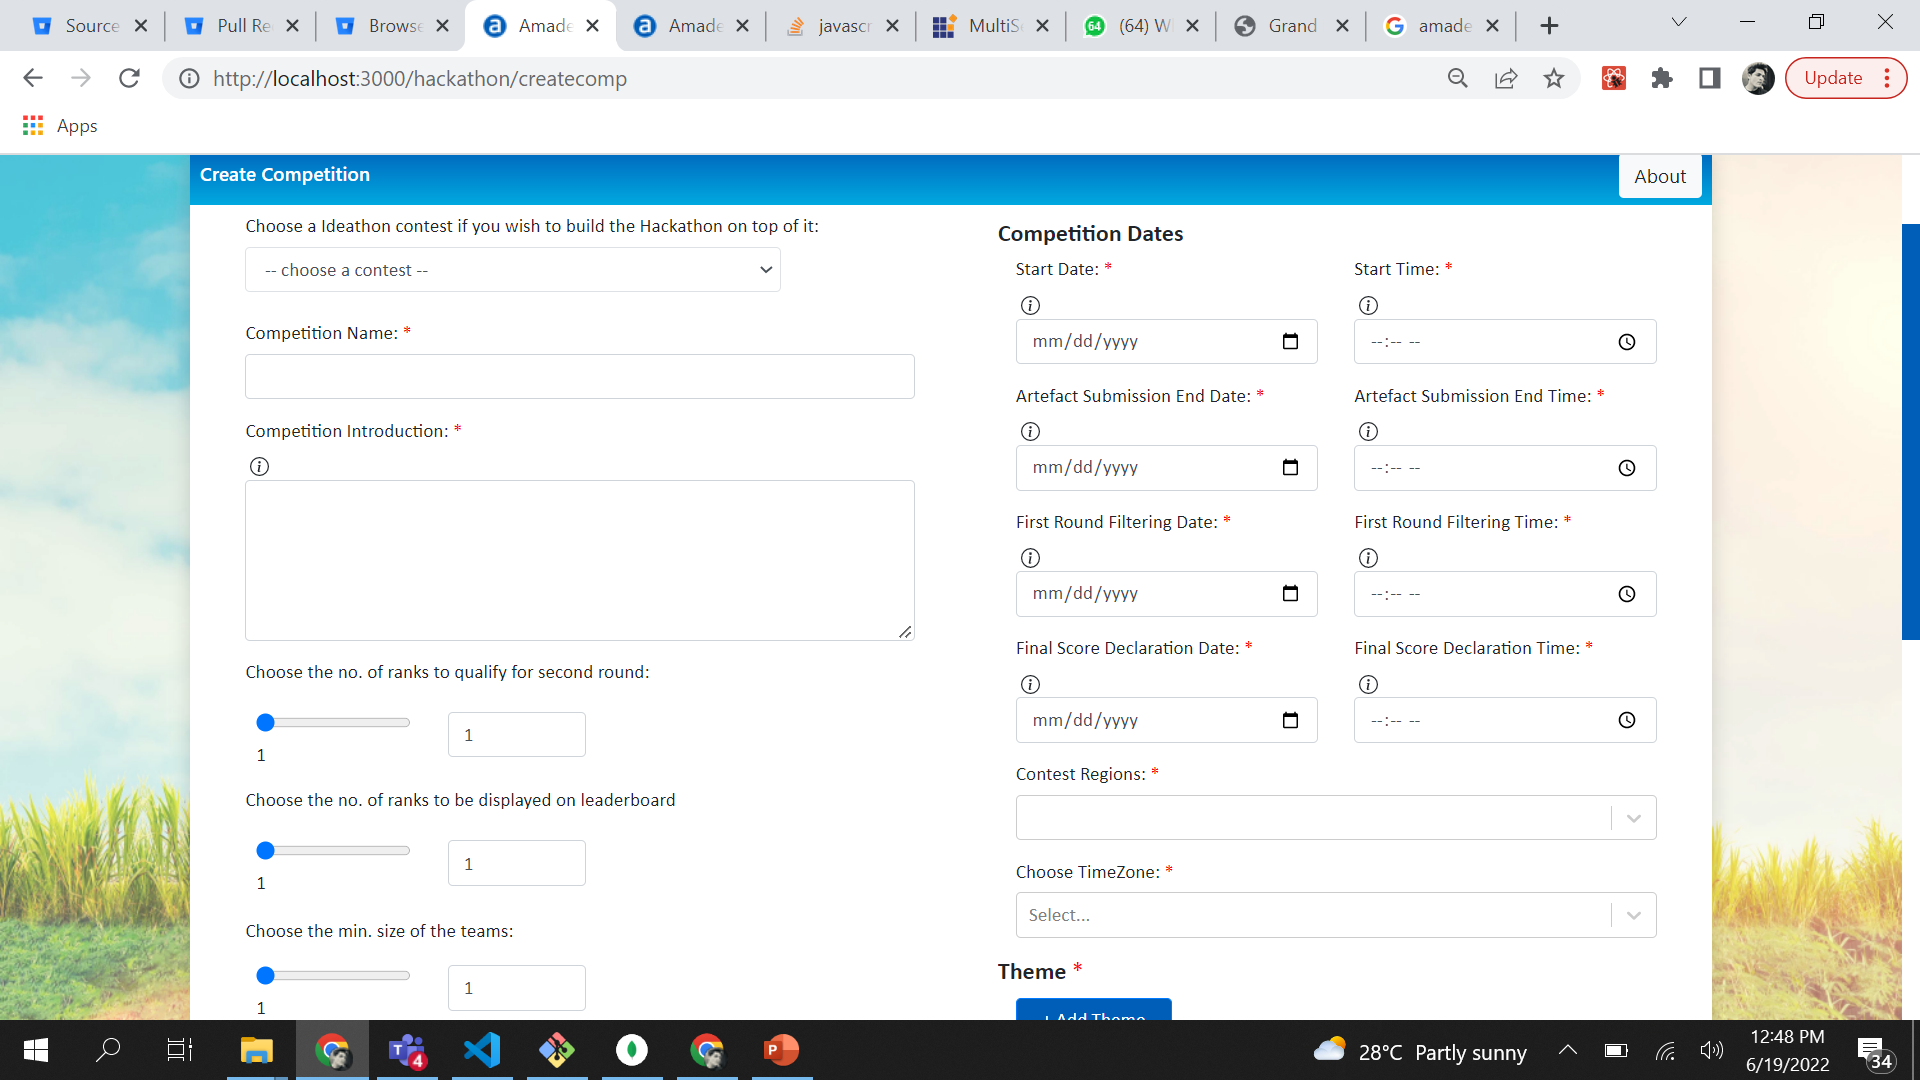 Source
Pull Re
Browse
Amade
Amade
javascr
MultiSe
(64) W
Grand
amade
http://localhost:3000/hackathon/createcomp
Update
Apps
Create Competition
About
Choose a Ideathon contest if you wish to build the Hackathon on top of it:
-- choose a contest --
Competition Name: *
Competition Introduction: *
Choose the no. of ranks to qualify for second round:
1
1
Choose the no. of ranks to be displayed on leaderboard
1
1
Choose the min. size of the teams:
1
1
Competition Dates
Start Date: *
Start Time: *
mm/dd/yyyy
--:-- --
Artefact Submission End Date: *
Artefact Submission End Time: *
mm/dd/yyyy
--:-- --
First Round Filtering Date: *
First Round Filtering Time: *
mm/dd/yyyy
--:-- --
Final Score Declaration Date: *
Final Score Declaration Time: *
mm/dd/yyyy
--:-- --
Contest Regions: *
Choose TimeZone: *
Select...
Theme *
+ Add Theme
4
28°C Partly sunny
12:48 PM
6/19/2022
34